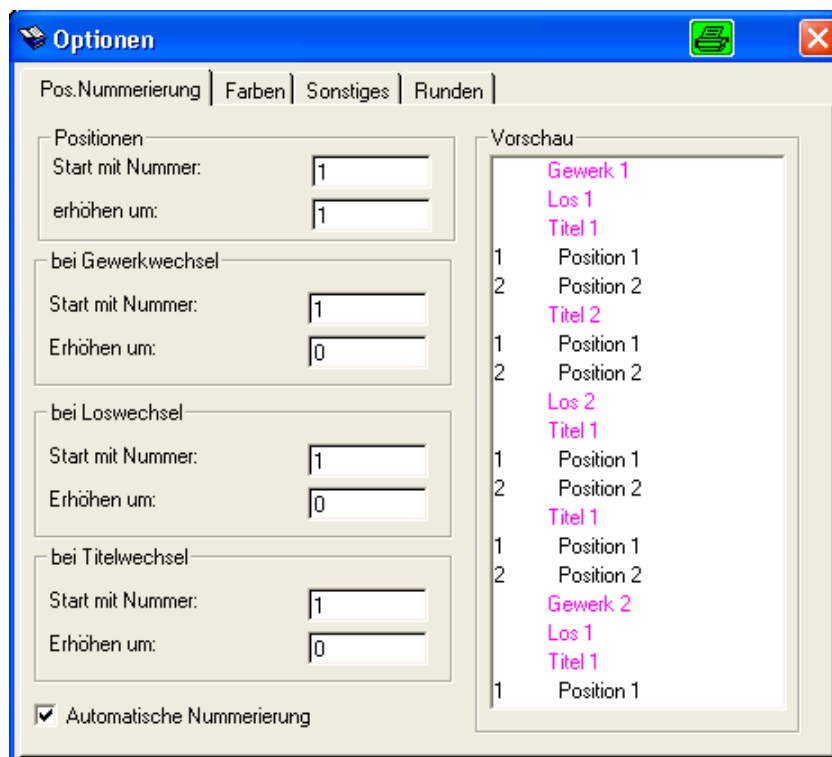 Optionen
Pos.Nummerierung Farben Sonstiges Runden
Positionen
Start mit Nummer: 1
erhöhen um: 1
bei Gewerkwechsel
Start mit Nummer: 1
Erhöhen um: 0
bei Loswechsel
Start mit Nummer: 1
Erhöhen um: 0
bei Titelwechsel
Start mit Nummer: 1
Erhöhen um: 0
Automatische Nummerierung
Vorschau
Gewerk 1
Los 1
Titel 1
1 Position 1
2 Position 2
Titel 2
1 Position 1
2 Position 2
Los 2
Titel 1
1 Position 1
2 Position 2
Titel 1
1 Position 1
2 Position 2
Gewerk 2
Los 1
Titel 1
1 Position 1